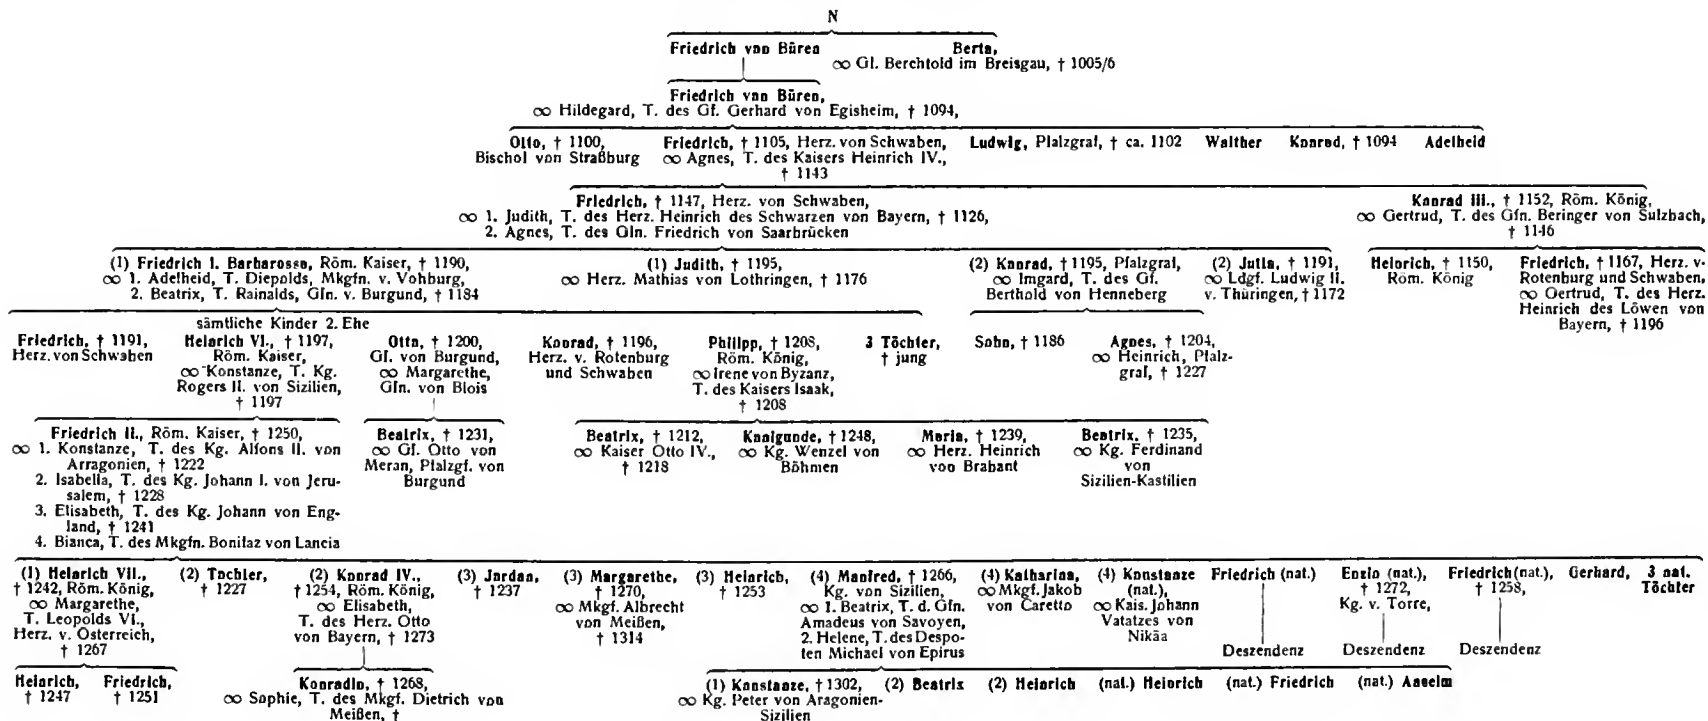 N
Friedrich von Büren
Berta,
∞ Gf. Berchtold im Breisgau, † 1005/6
Friedrich von Büren,
∞ Hildegard, T. des Gf. Gerhard von Egisheim, † 1094,
Otto, † 1100,
Bischof von Straßburg
Friedrich, † 1105, Herz. von Schwaben,
∞ Agnes, T. des Kaisers Heinrich IV.,
† 1143
Ludwig, Pfalzgraf, † ca. 1102
Walther
Konrad, † 1094
Adelheid
Friedrich, † 1147, Herz. von Schwaben,
∞ 1. Judith, T. des Herz. Heinrich des Schwarzen von Bayern, † 1126,
2. Agnes, T. des Gfn. Friedrich von Saarbrücken
Konrad III., † 1152, Röm. König,
∞ Gertrud, T. des Gfn. Beringer von Sulzbach,
† 1146
(1) Friedrich I. Barbarossa, Röm. Kaiser, † 1190,
∞ 1. Adelheid, T. Diepolds, Mkgfn. v. Vohburg,
2. Beatrix, T. Rainalds, Gfn. v. Burgund, † 1184
(1) Judith, † 1195,
∞ Herz. Mathias von Lothringen, † 1176
(2) Konrad, † 1195, Pfalzgraf,
∞ Imgard, T. des Gf.
Berthold von Henneberg
(2) Jutta, † 1191,
∞ Ldgf. Ludwig II.
v. Thüringen, † 1172
Heinrich, † 1150,
Röm. König
Friedrich, † 1167, Herz. v.
Rotenburg und Schwaben,
∞ Gertrud, T. des Herz.
Heinrich des Löwen von
Bayern, † 1196
sämtliche Kinder 2. Ehe
Friedrich, † 1191,
Herz. von Schwaben
Heinrich VI., † 1197,
Röm. Kaiser,
∞ Konstanze, T. Kg.
Rogers II. von Sizilien,
† 1197
Otto, † 1200,
Gf. von Burgund,
∞ Margarethe,
Gfn. von Blois
Konrad, † 1196,
Herz. v. Rotenburg
und Schwaben
Philipp, † 1208,
Röm. König,
∞ Irene von Byzanz,
T. des Kaisers Isaak,
† 1208
3 Töchter,
† jung
Sohn, † 1186
Agnes, † 1204,
∞ Heinrich, Pfalz-
graf, † 1227
Friedrich II., Röm. Kaiser, † 1250,
∞ 1. Konstanze, T. des Kg. Alfons II. von
Arragonien, † 1222
2. Isabella, T. des Kg. Johann I. von Jeru-
salem, † 1228
3. Elisabeth, T. des Kg. Johann von Eng-
land, † 1241
4. Bianca, T. des Mkgfn. Bonifaz von Lancia
Beatrix, † 1231,
∞ Gf. Otto von
Meran, Pfalzgf. von
Burgund
Beatrix, † 1212,
∞ Kaiser Otto IV.,
† 1218
Kunigunde, † 1248,
∞ Kg. Wenzel von
Böhmen
Maria, † 1239,
∞ Herz. Heinrich
von Brabant
Beatrix, † 1235,
∞ Kg. Ferdinand
von
Sizilien-Kastilien
(1) Heinrich VII.,
† 1242, Röm. König,
∞ Margarethe,
T. Leopolds VI.,
Herz. v. Österreich,
† 1267
(2) Tochter,
† 1227
(2) Konrad IV.,
† 1254, Röm. König,
∞ Elisabeth,
T. des Herz. Otto
von Bayern, † 1273
(3) Jordan,
† 1237
(3) Margarethe,
† 1270,
∞ Mkgf. Albrecht
von Meißen,
† 1314
(3) Heinrich,
† 1253
(4) Manfred, † 1266,
Kg. von Sizilien,
∞ 1. Beatrix, T. d. Gfn.
Amadeus von Savoyen,
2. Helene, T. des Despo-
ten Michael von Epirus
(4) Katharina,
∞ Mkgf. Jakob
von Caretto
(4) Konstanze
(nat.),
∞ Kais. Johann
Vatatzes von
Nikäa
Friedrich (nat.)
Deszendenz
Enzio (nat.),
† 1272,
Kg. v. Torre,
Deszendenz
Friedrich (nat.),
† 1258,
Deszendenz
Gerhard,
3 nat.
Töchter
Heinrich,
† 1247
Friedrich,
† 1251
Konradin, † 1268,
∞ Sophie, T. des Mkgf. Dietrich von
Meißen, †
(1) Konstanze, † 1302,
∞ Kg. Peter von Aragonien-
Sizilien
(2) Beatrix
(2) Heinrich
(nat.) Heinrich
(nat.) Friedrich
(nat.) Anselm